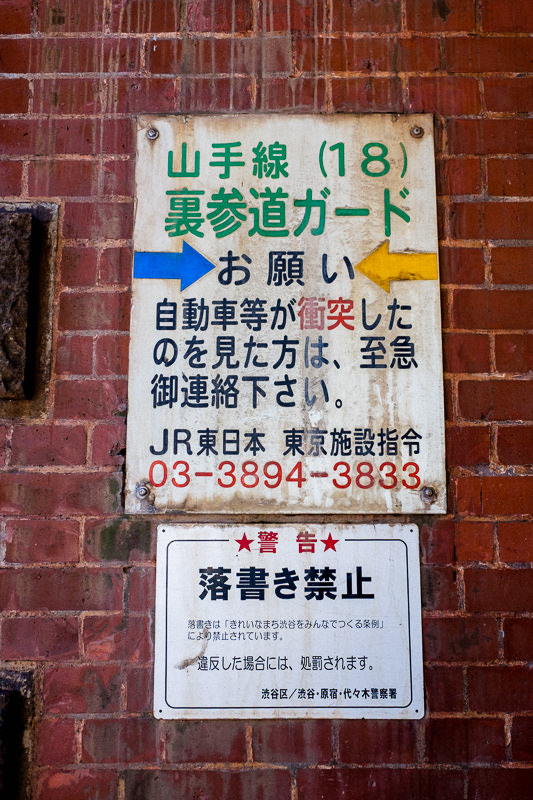 山手線（18）
裏参道ガード
お願い
自動車等が衝突した
のを見た方は、至急
御連絡下さい。
JR東日本 東京施設指令
03-3894-3833
★警 告★
落書き禁止
落書きは「きれいなまち渋谷をみんなでつくる条例」
により禁止されています。
違反した場合には、処罰されます。
渋谷区／渋谷・原宿・代々木警察署